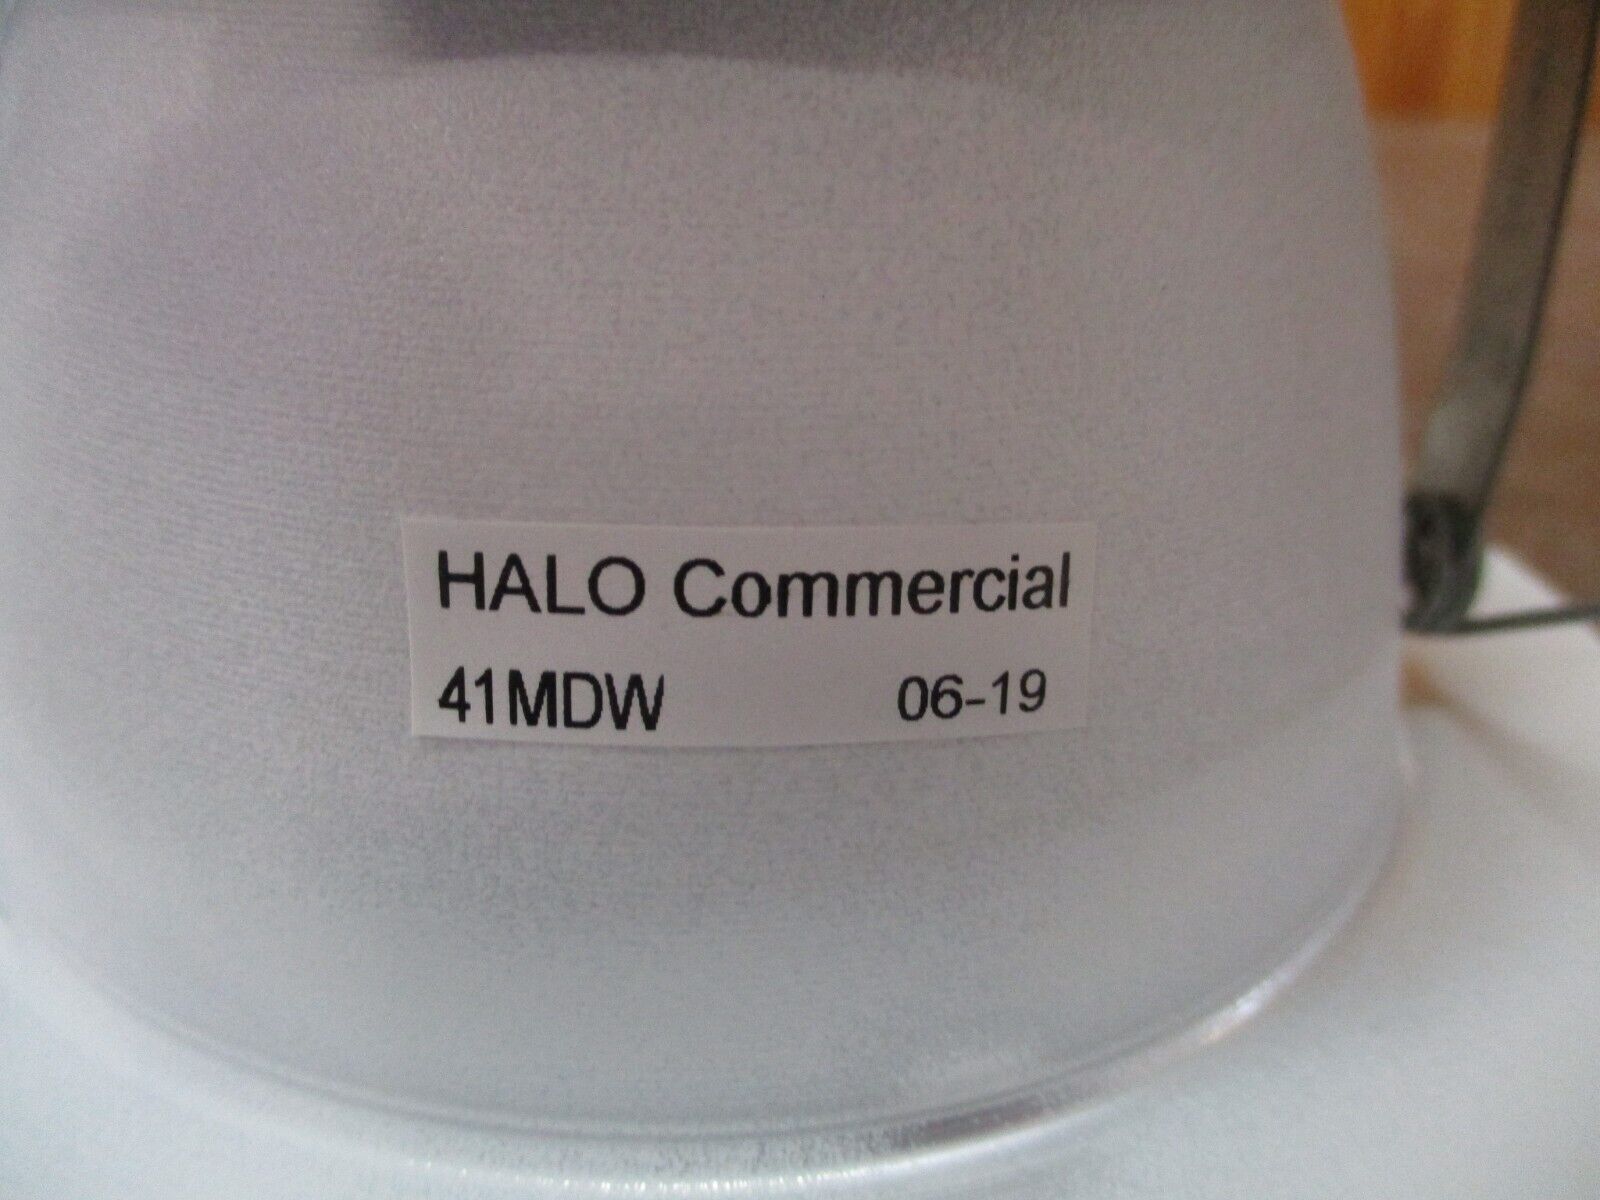 HALO Commercial
41MDW 06-19